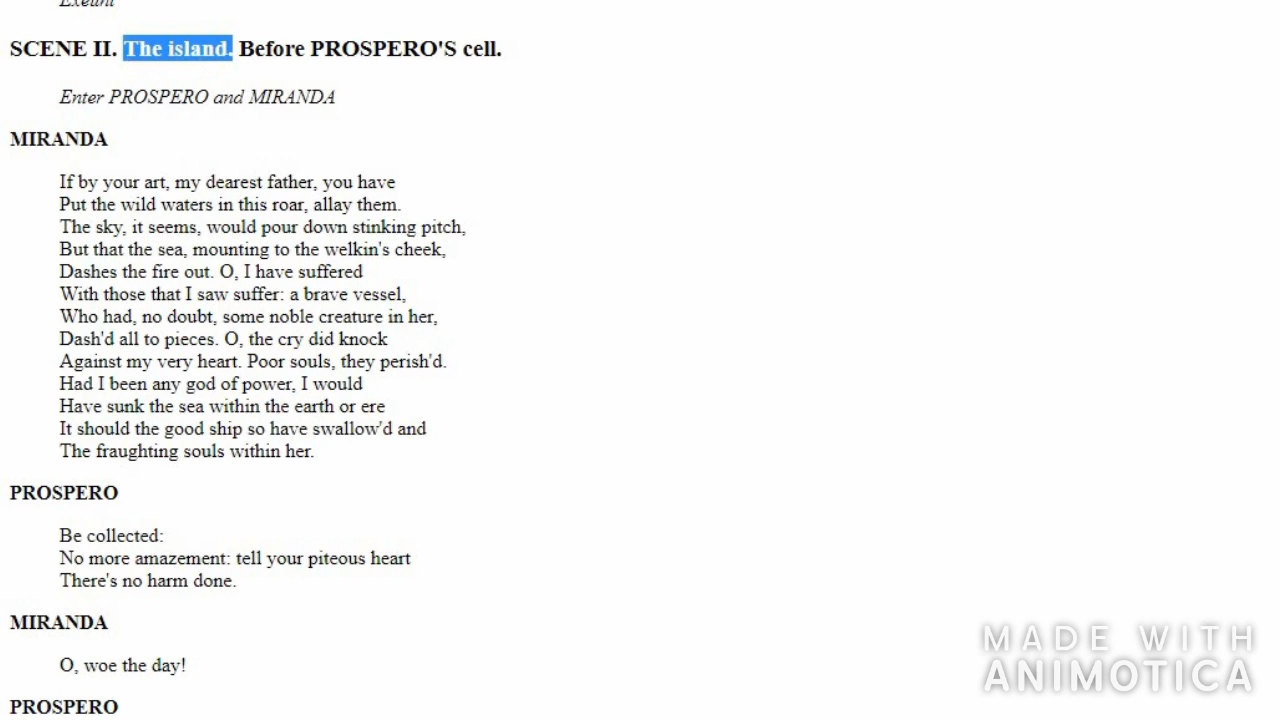 Exeunt
SCENE II. The island. Before PROSPERO'S cell.
Enter PROSPERO and MIRANDA
MIRANDA
If by your art, my dearest father, you have
Put the wild waters in this roar, allay them.
The sky, it seems, would pour down stinking pitch,
But that the sea, mounting to the welkin's cheek,
Dashes the fire out. O, I have suffered
With those that I saw suffer: a brave vessel,
Who had, no doubt, some noble creature in her,
Dash'd all to pieces. O, the cry did knock
Against my very heart. Poor souls, they perish'd.
Had I been any god of power, I would
Have sunk the sea within the earth or ere
It should the good ship so have swallow'd and
The fraughting souls within her.
PROSPERO
Be collected:
No more amazement: tell your piteous heart
There's no harm done.
MIRANDA
O, woe the day!
PROSPERO
MADE WITH
ANIMOTICA